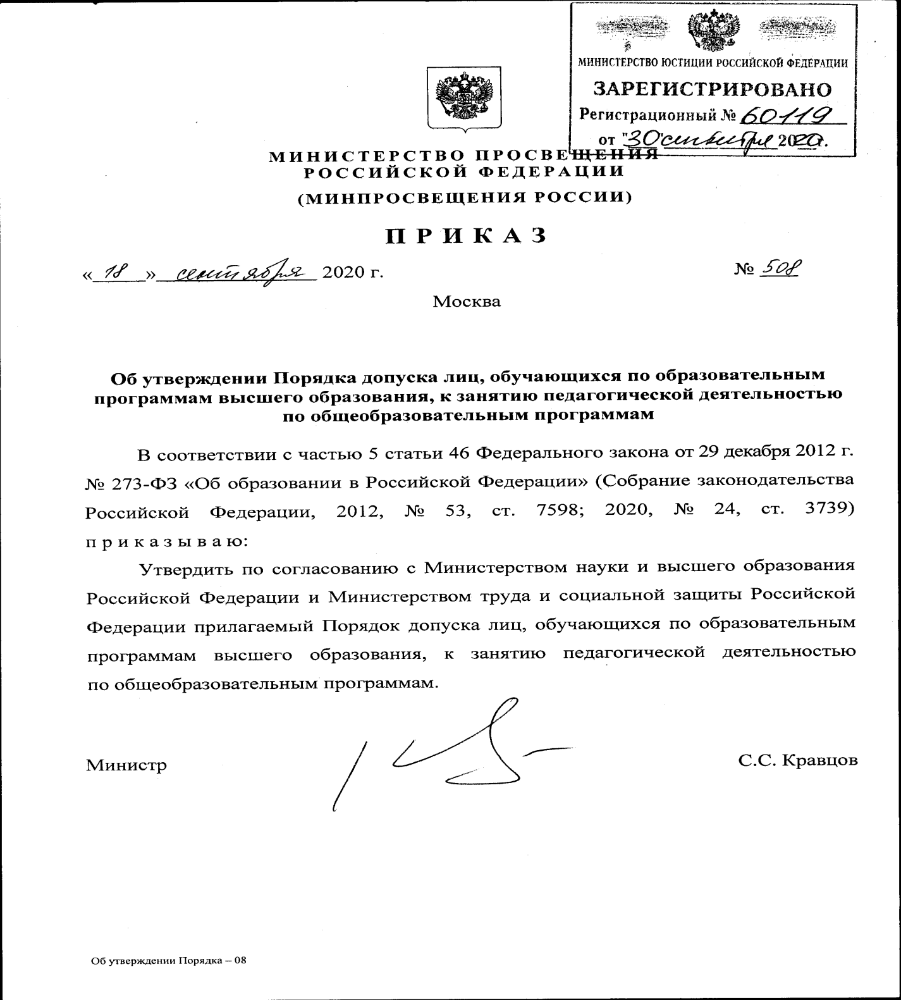 МИНИСТЕРСТВО ЮСТИЦИИ РОССИЙСКОЙ ФЕДЕРАЦИИ
ЗАРЕГИСТРИРОВАНО
Регистрационный № 60119
от "30" сентября 2020 г.
МИНИСТЕРСТВО ПРОСВЕЩЕНИЯ
РОССИЙСКОЙ ФЕДЕРАЦИИ
(МИНПРОСВЕЩЕНИЯ РОССИИ)
П Р И К А З
« 18 » сентября 2020 г.
№ 508
Москва
Об утверждении Порядка допуска лиц, обучающихся по образовательным
программам высшего образования, к занятию педагогической деятельностью
по общеобразовательным программам
В соответствии с частью 5 статьи 46 Федерального закона от 29 декабря 2012 г.
№ 273-ФЗ «Об образовании в Российской Федерации» (Собрание законодательства
Российской Федерации, 2012, № 53, ст. 7598; 2020, № 24, ст. 3739)
п р и к а з ы в а ю:
Утвердить по согласованию с Министерством науки и высшего образования
Российской Федерации и Министерством труда и социальной защиты Российской
Федерации прилагаемый Порядок допуска лиц, обучающихся по образовательным
программам высшего образования, к занятию педагогической деятельностью
по общеобразовательным программам.
Министр
С.С. Кравцов
Об утверждении Порядка – 08